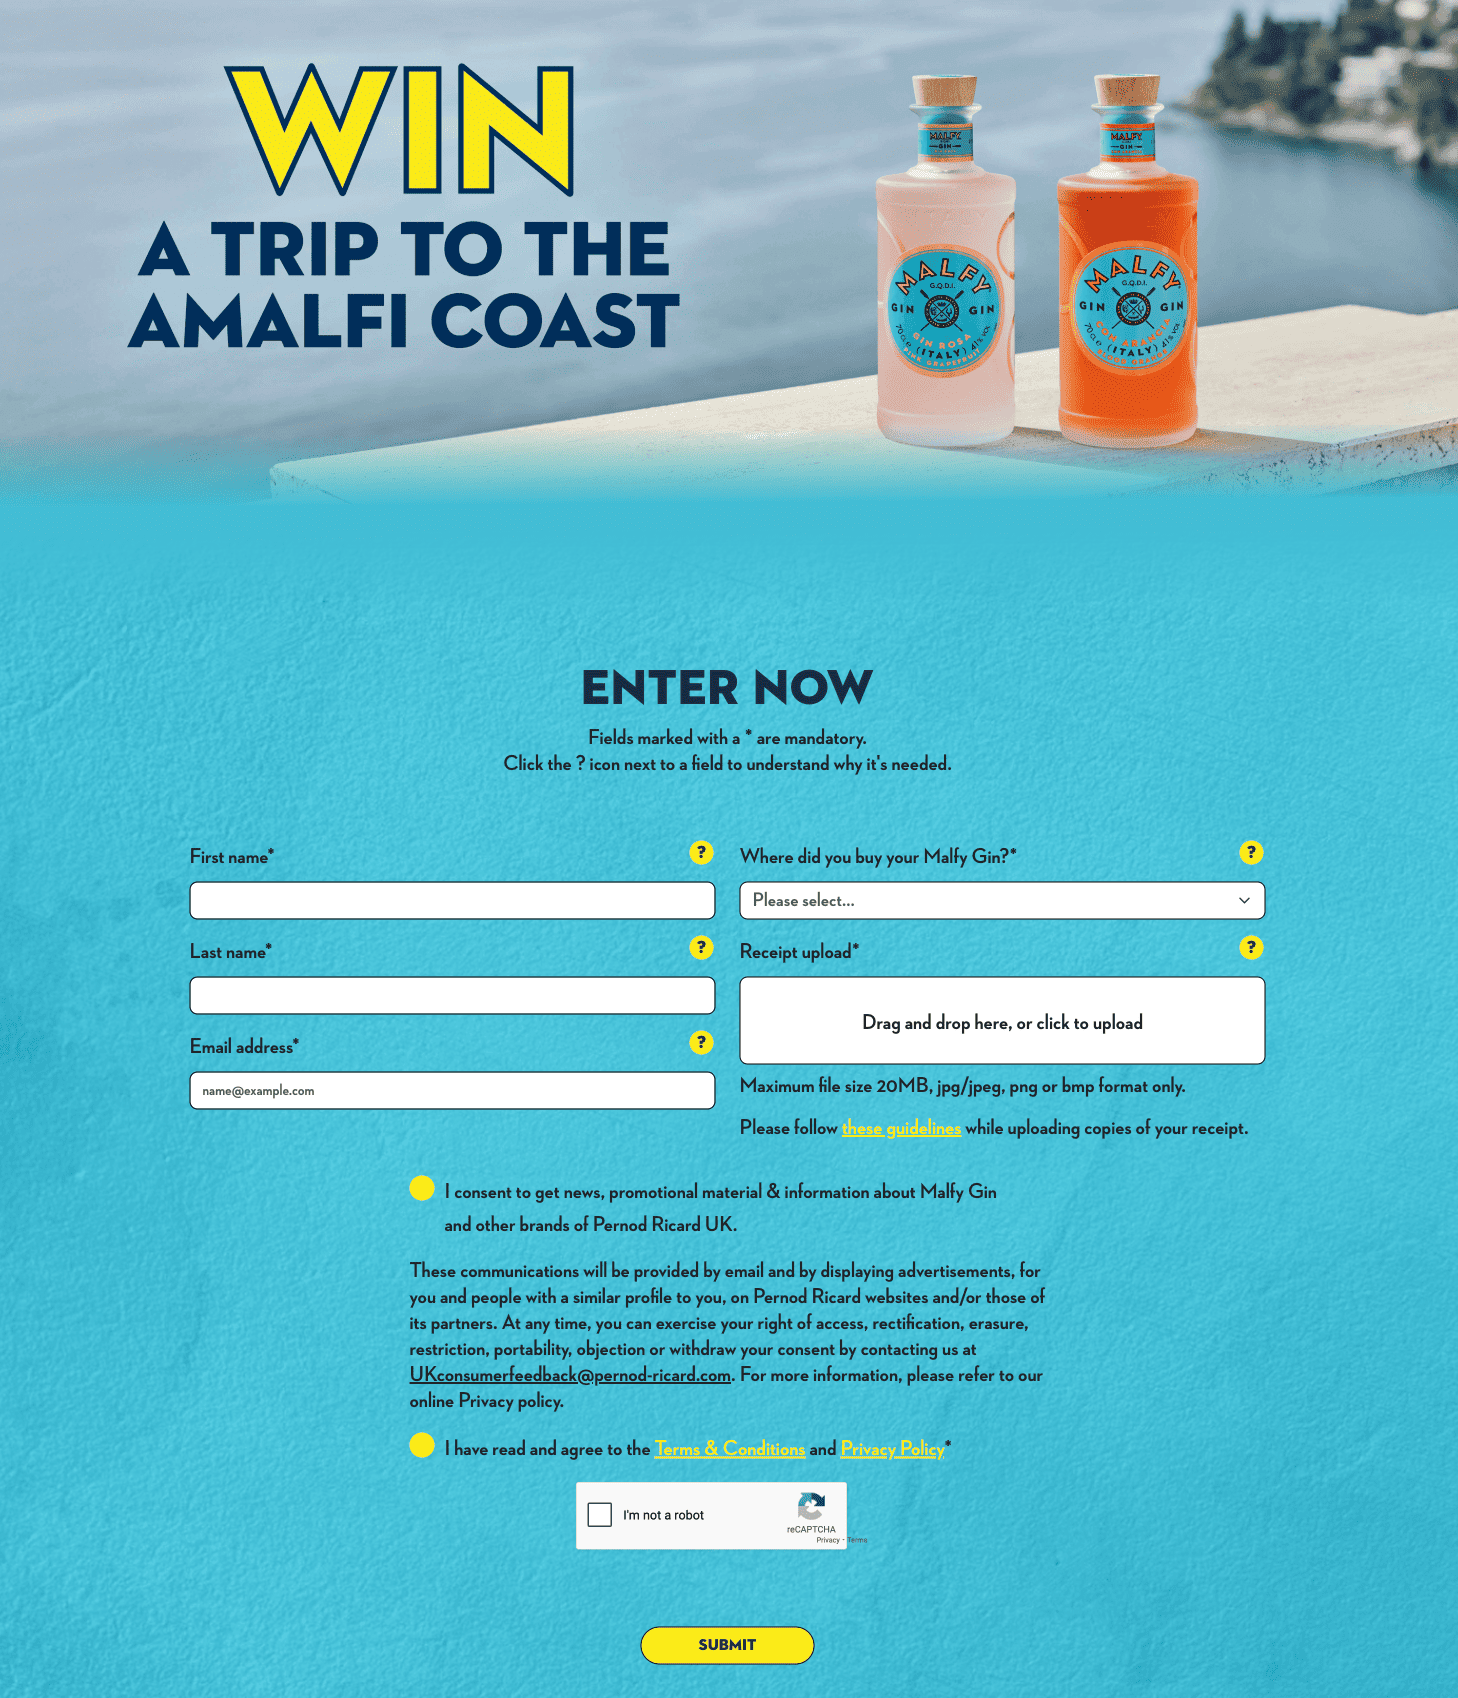 WIN
A TRIP TO THE
AMALFI COAST
MALFY
GIN
MALFY
GIN
MALFY
G.Q.D.I.
GIN GIN
70cl e (ITALY) 41% VOL
GIN ROSA
PINK GRAPEFRUIT
MALFY
G.Q.D.I.
GIN GIN
70cl e (ITALY) 41% VOL
CON ARANCIA
ENTER NOW
Fields marked with a * are mandatory.
Click the ? icon next to a field to understand why it's needed.
First name* ?
Last name* ?
Email address* ?
name@example.com
Where did you buy your Malfy Gin?* ?
Please select...
Receipt upload* ?
Drag and drop here, or click to upload
Maximum file size 20MB, jpg/jpeg, png or bmp format only.
Please follow these guidelines while uploading copies of your receipt.
I consent to get news, promotional material & information about Malfy Gin
and other brands of Pernod Ricard UK.
These communications will be provided by email and by displaying advertisements, for
you and people with a similar profile to you, on Pernod Ricard websites and/or those of
its partners. At any time, you can exercise your right of access, rectification, erasure,
restriction, portability, objection or withdraw your consent by contacting us at
UKconsumerfeedback@pernod-ricard.com. For more information, please refer to our
online Privacy policy.
I have read and agree to the Terms & Conditions and Privacy Policy*
I'm not a robot
reCAPTCHA
Privacy - Terms
SUBMIT